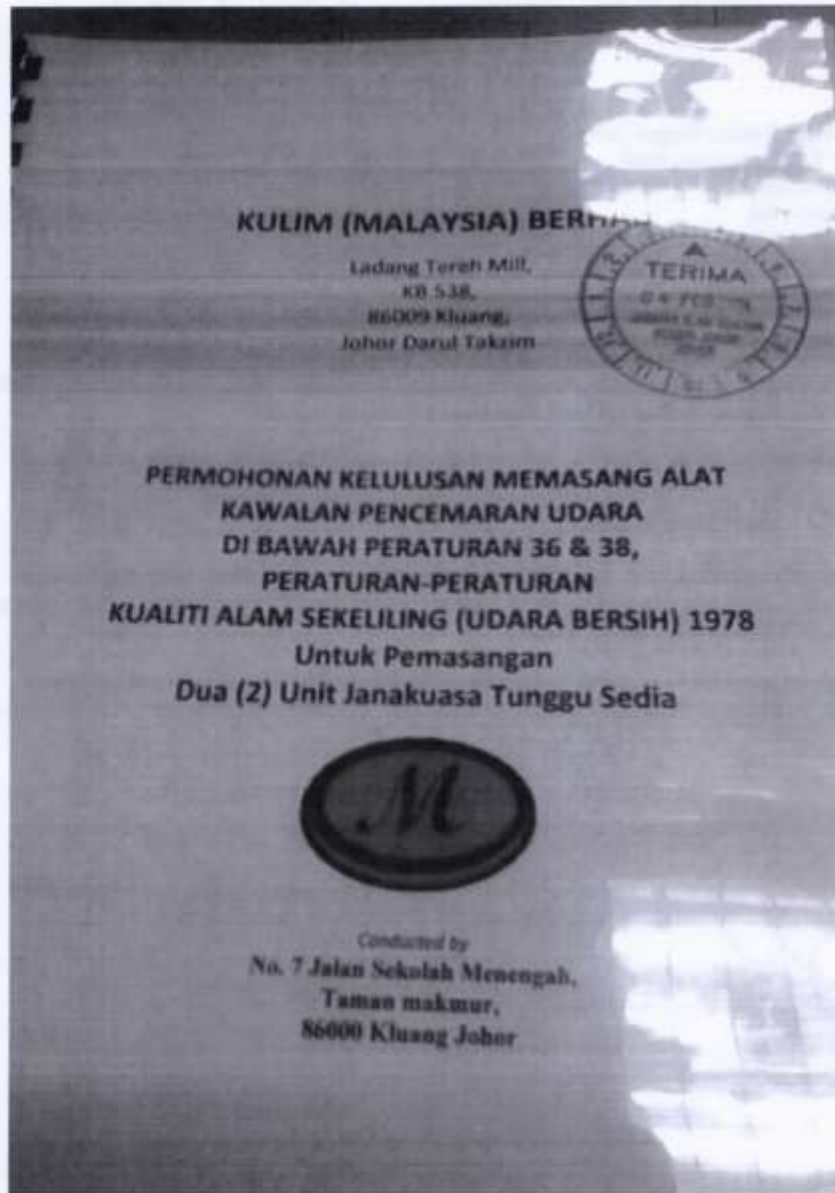 KULIM (MALAYSIA)
Ladang Tereh Mill,
KB 538,
86009 Kluang,
Johor Darul Takzim
TERIMA
04 FEB
PERMOHONAN KELULUSAN MEMASANG ALAT
KAWALAN PENCEMARAN UDARA
DI BAWAH PERATURAN 36 & 38,
PERATURAN-PERATURAN
KUALITI ALAM SEKELILING (UDARA BERSIH) 1978
Untuk Pemasangan
Dua (2) Unit Janakuasa Tunggu Sedia
M
Conducted by
No. 7 Jalan Sekolah Menengah,
Taman makmur,
86000 Kluang Johor